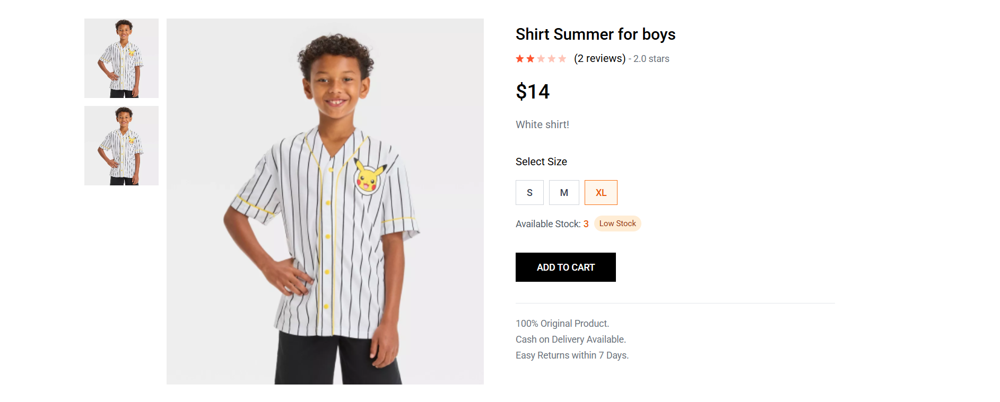 Shirt Summer for boys
(2 reviews) - 2.0 stars
$14
White shirt!
Select Size
S M XL
Available Stock: 3 Low Stock
ADD TO CART
100% Original Product.
Cash on Delivery Available.
Easy Returns within 7 Days.